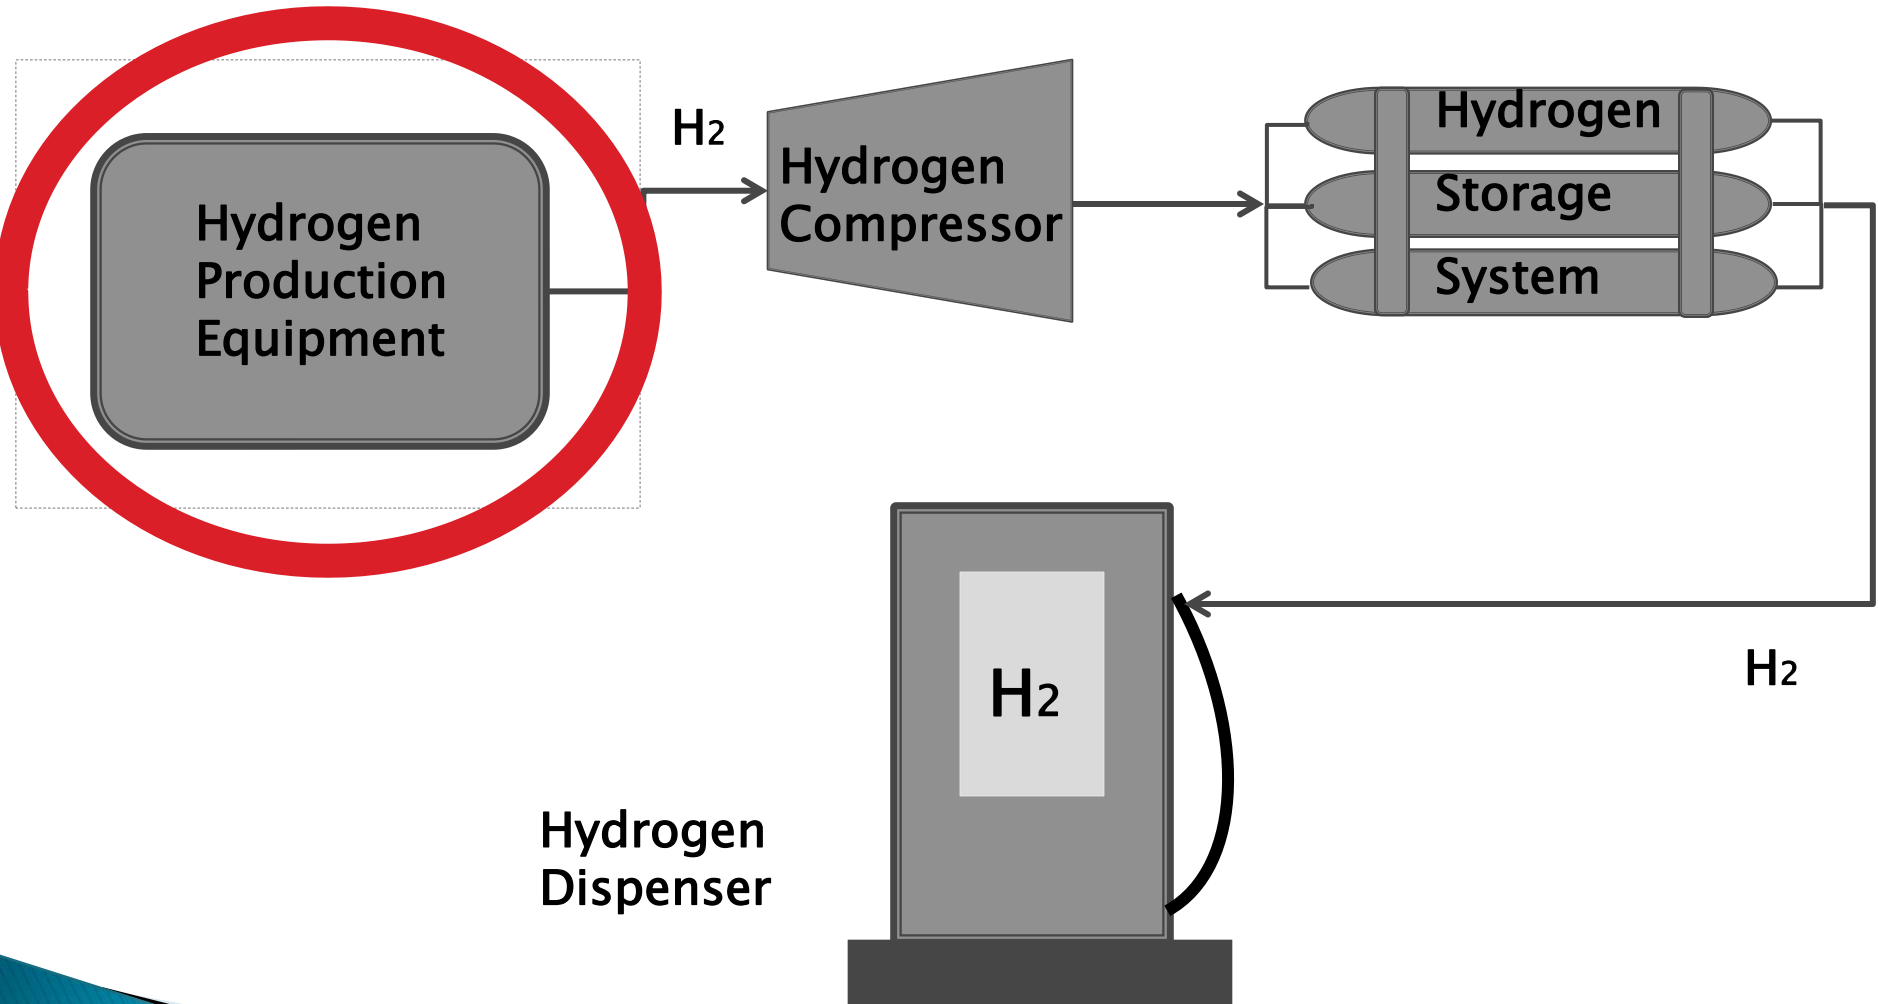 Hydrogen
Production
Equipment
H2
Hydrogen
Compressor
Hydrogen
Storage
System
H2
H2
Hydrogen
Dispenser